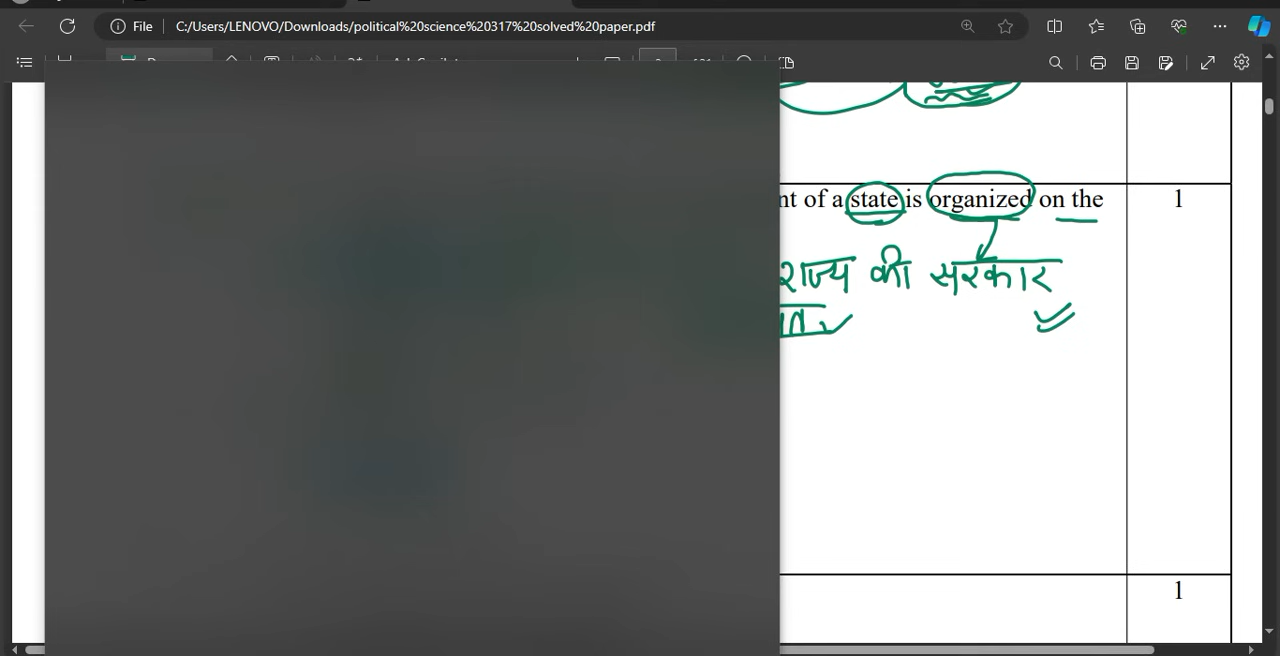 File
C:/Users/LENOVO/Downloads/political%20science%20317%20solved%20paper.pdf
nt of a state is organized on the
1
राज्य की सरकार
1